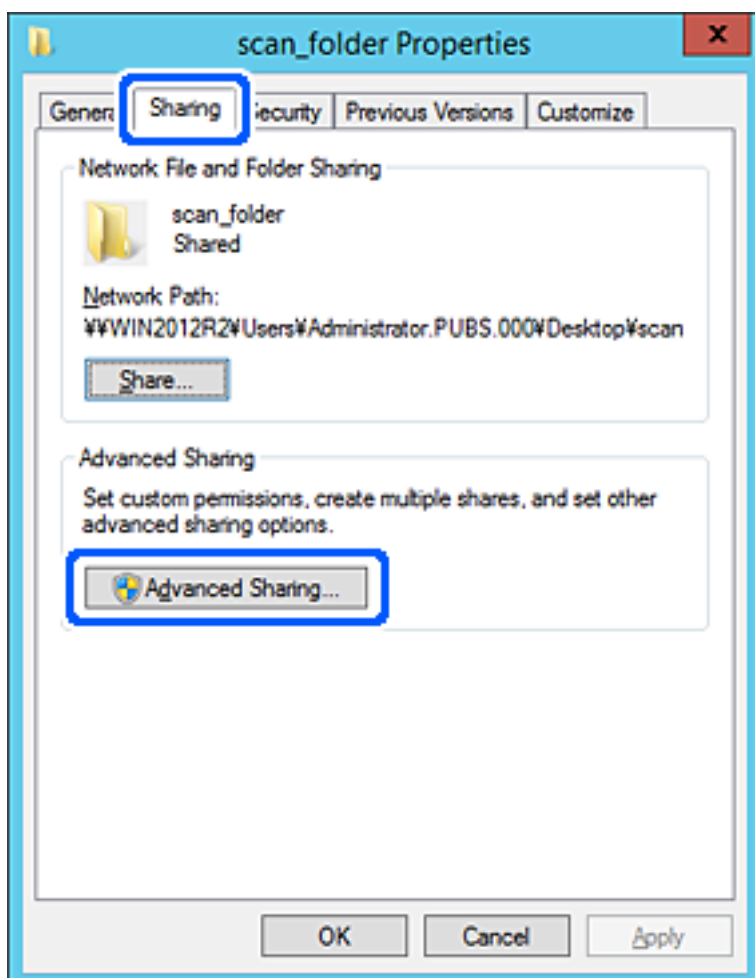 scan_folder Properties
x
General Sharing Security Previous Versions Customize
Network File and Folder Sharing
scan_folder
Shared
Network Path:
¥¥WIN2012R2¥Users¥Administrator.PUBS.000¥Desktop¥scan
Share...
Advanced Sharing
Set custom permissions, create multiple shares, and set other
advanced sharing options.
Advanced Sharing...
OK Cancel Apply